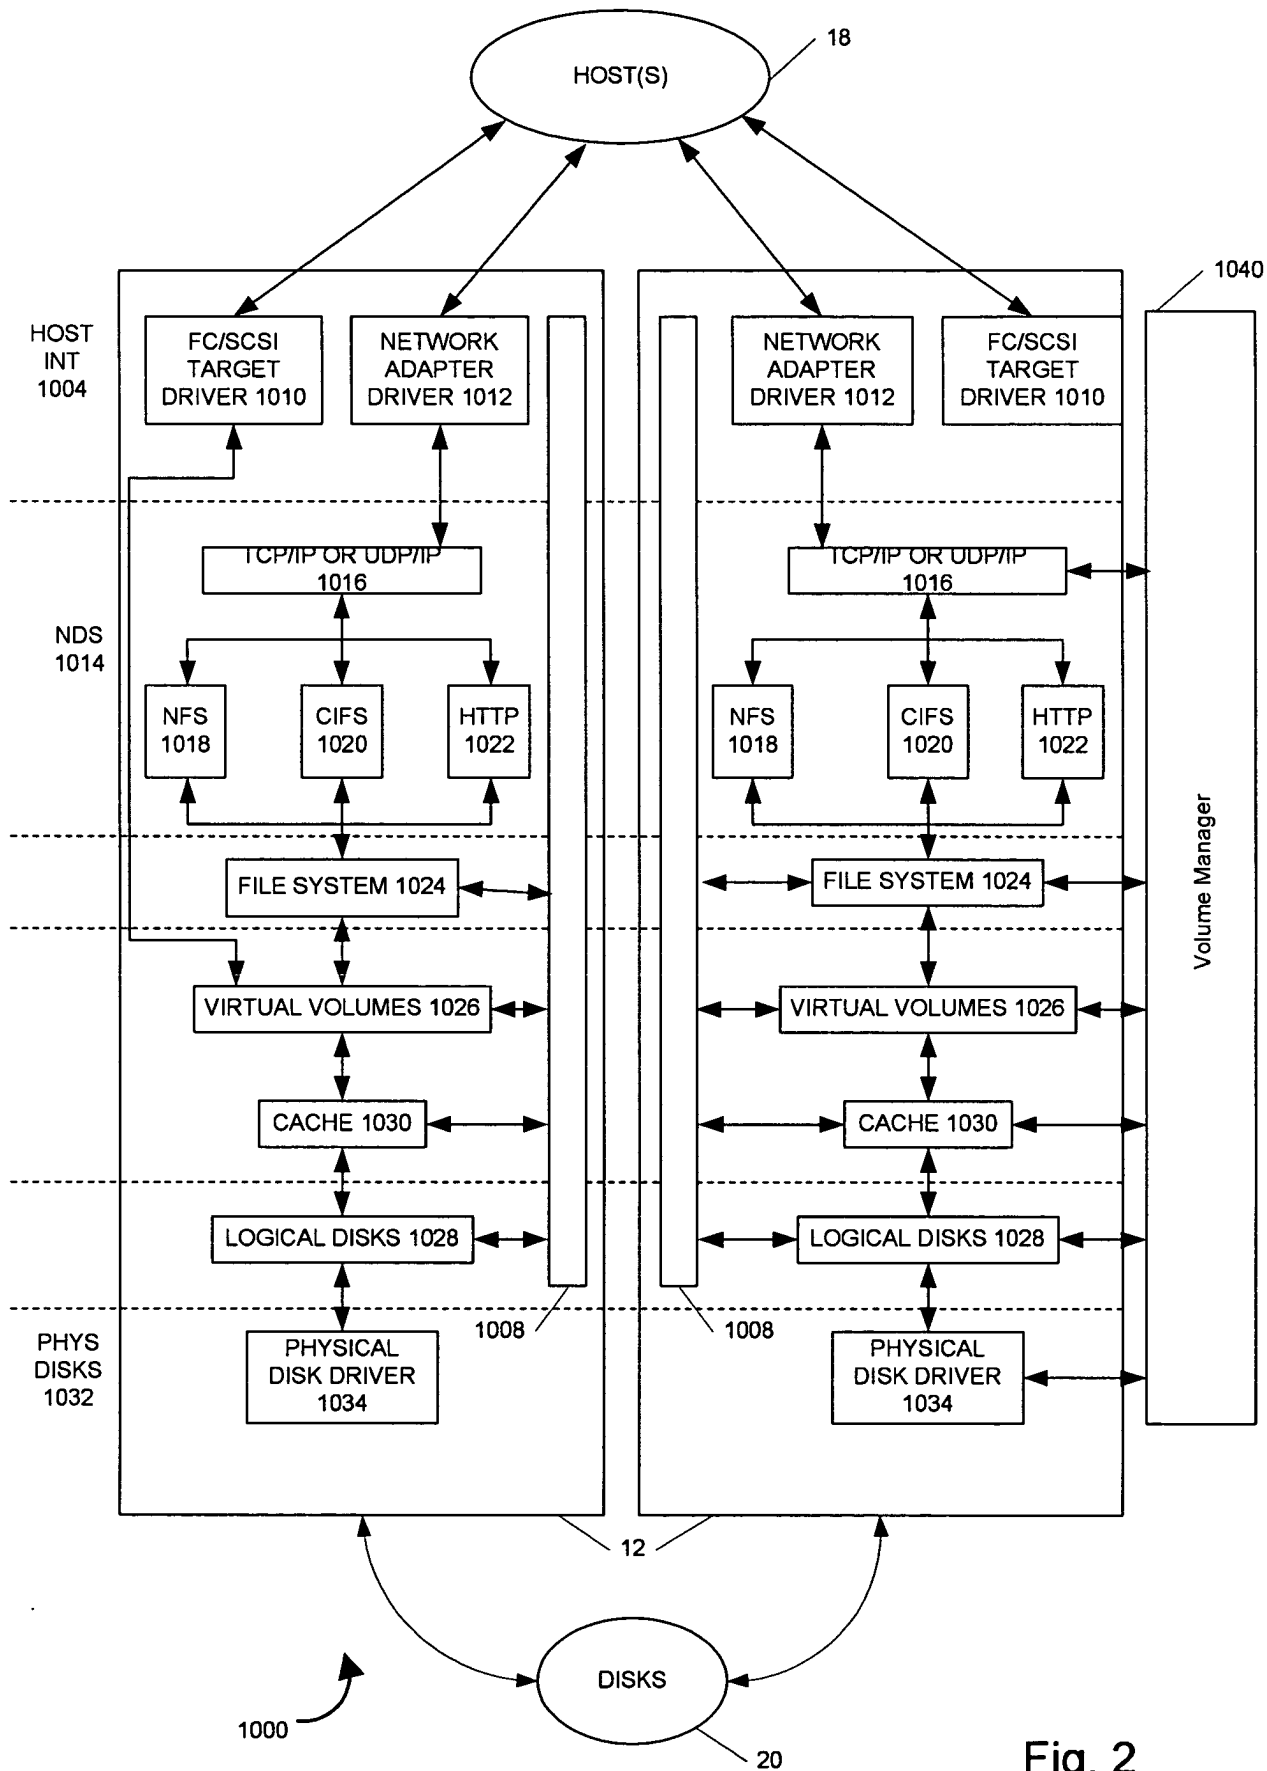 18
HOST(S)
1040
HOST
INT
1004
FC/SCSI
TARGET
DRIVER 1010
NETWORK
ADAPTER
DRIVER 1012
NETWORK
ADAPTER
DRIVER 1012
FC/SCSI
TARGET
DRIVER 1010
TCP/IP OR UDP/IP
1016
TCP/IP OR UDP/IP
1016
NDS
1014
NFS
1018
CIFS
1020
HTTP
1022
NFS
1018
CIFS
1020
HTTP
1022
Volume Manager
FILE SYSTEM 1024
FILE SYSTEM 1024
VIRTUAL VOLUMES 1026
VIRTUAL VOLUMES 1026
CACHE 1030
CACHE 1030
LOGICAL DISKS 1028
LOGICAL DISKS 1028
1008
1008
PHYS
DISKS
1032
PHYSICAL
DISK DRIVER
1034
PHYSICAL
DISK DRIVER
1034
12
DISKS
1000
20
Fig. 2